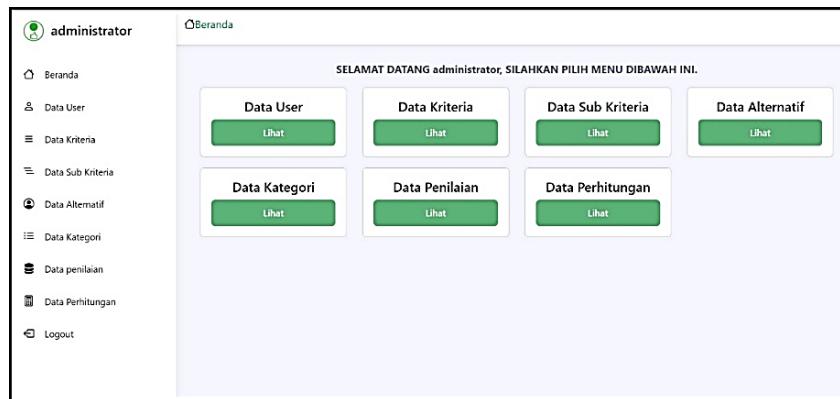 administrator
Beranda
Data User
Data Kriteria
Data Sub Kriteria
Data Alternatif
Data Kategori
Data penilaian
Data Perhitungan
Logout
Beranda
SELAMAT DATANG administrator, SILAHKAN PILIH MENU DIBAWAH INI.
Data User
Lihat
Data Kriteria
Lihat
Data Sub Kriteria
Lihat
Data Alternatif
Lihat
Data Kategori
Lihat
Data Penilaian
Lihat
Data Perhitungan
Lihat